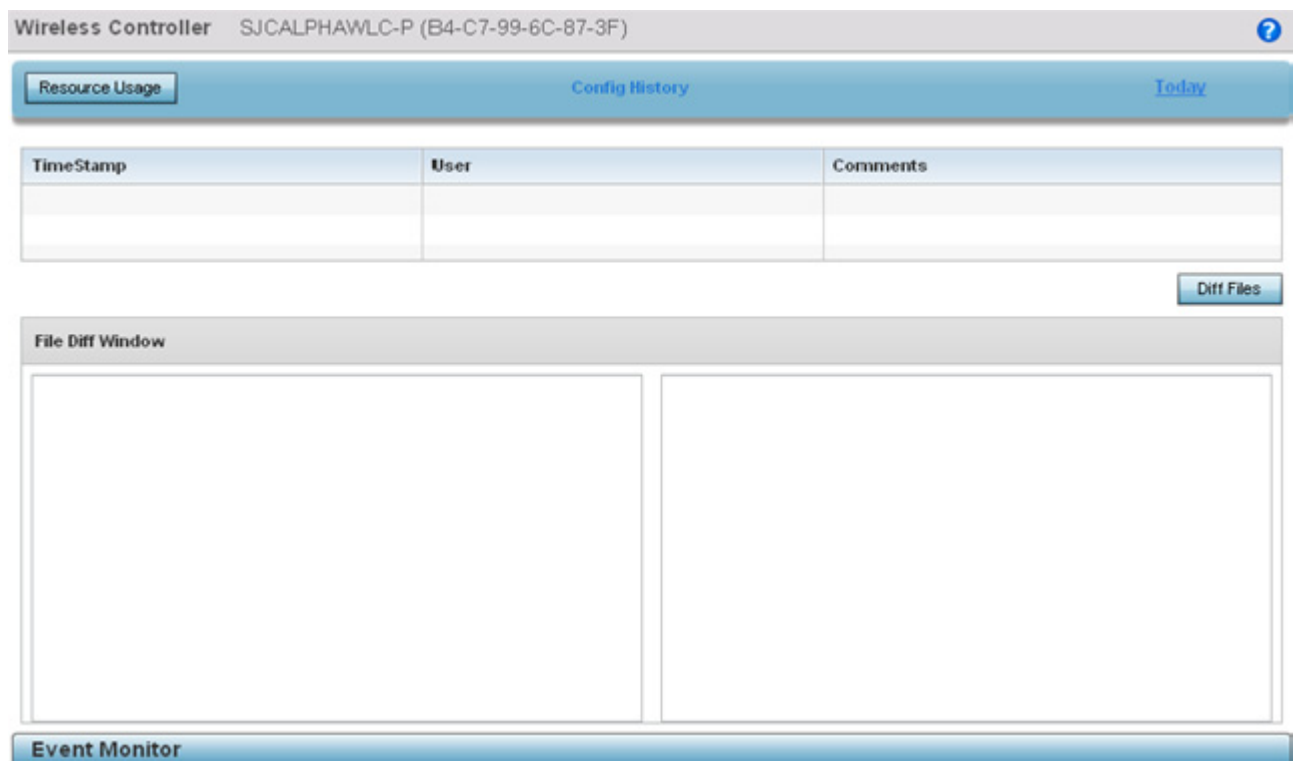 Wireless Controller SJCALPHAWLC-P (B4-C7-99-6C-87-3F) ?
Resource Usage Config History Today
TimeStamp User Comments
Diff Files
File Diff Window
Event Monitor